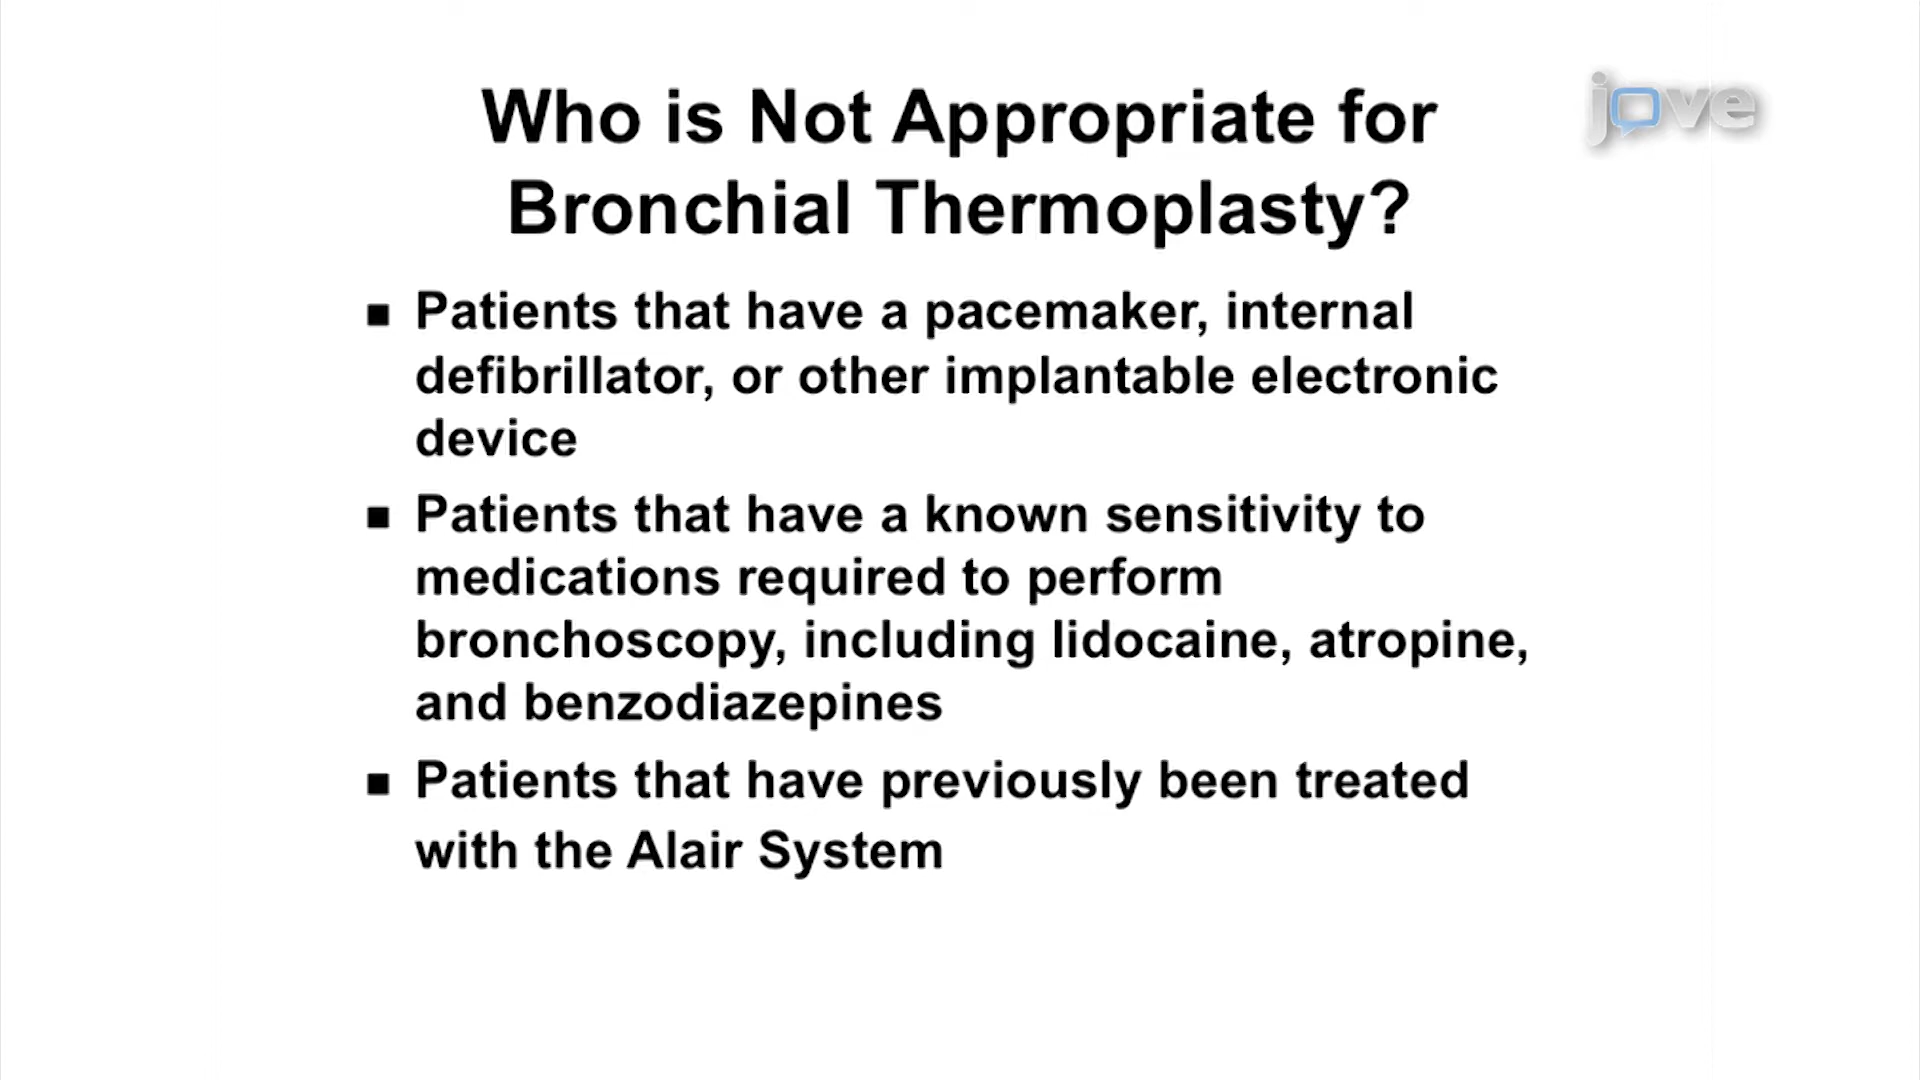 jove
Who is Not Appropriate for
Bronchial Thermoplasty?
■ Patients that have a pacemaker, internal
defibrillator, or other implantable electronic
device
■ Patients that have a known sensitivity to
medications required to perform
bronchoscopy, including lidocaine, atropine,
and benzodiazepines
■ Patients that have previously been treated
with the Alair System